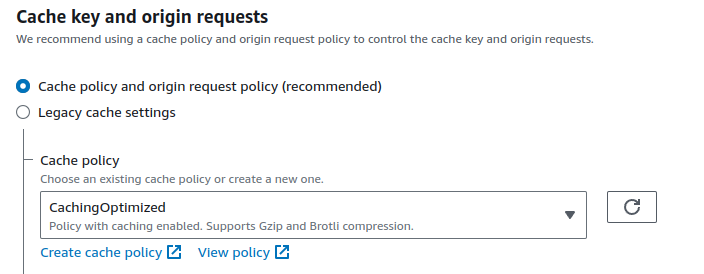 Cache key and origin requests
We recommend using a cache policy and origin request policy to control the cache key and origin requests.
Cache policy and origin request policy (recommended)
Legacy cache settings
Cache policy
Choose an existing cache policy or create a new one.
CachingOptimized
Policy with caching enabled. Supports Gzip and Brotli compression.
Create cache policy View policy